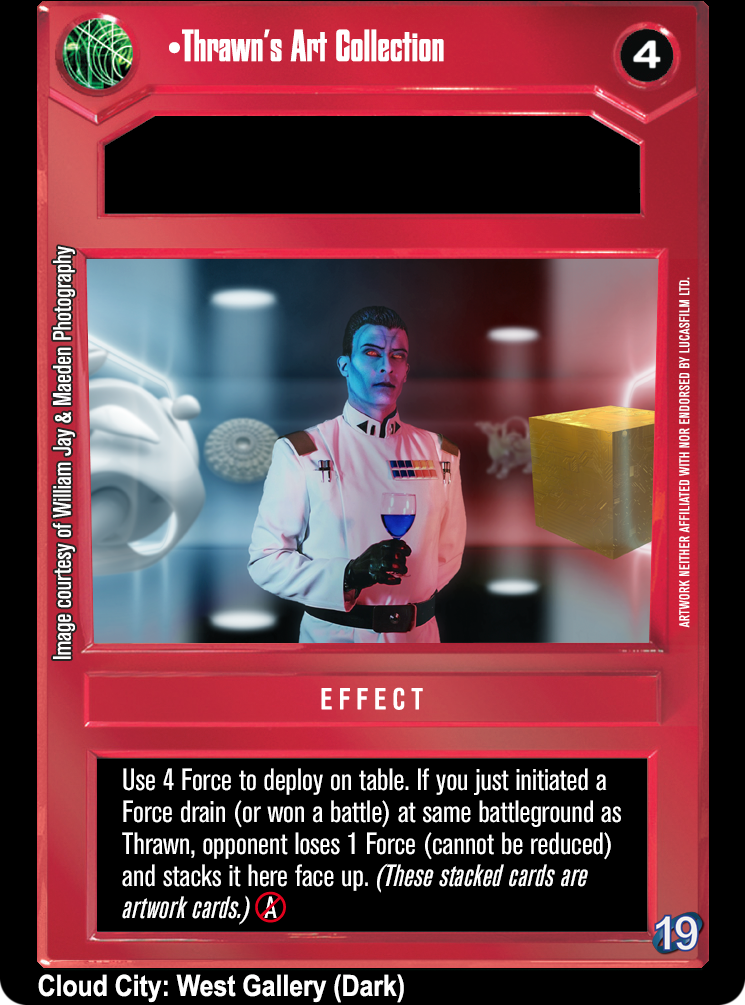 •Thrawn's Art Collection
4
Image courtesy of William Jay & Maeden Photography
ARTWORK NEITHER AFFILIATED WITH NOR ENDORSED BY LUCASFILM LTD.
EFFECT
Use 4 Force to deploy on table. If you just initiated a
Force drain (or won a battle) at same battleground as
Thrawn, opponent loses 1 Force (cannot be reduced)
and stacks it here face up. (These stacked cards are
artwork cards.) A
19
Cloud City: West Gallery (Dark)